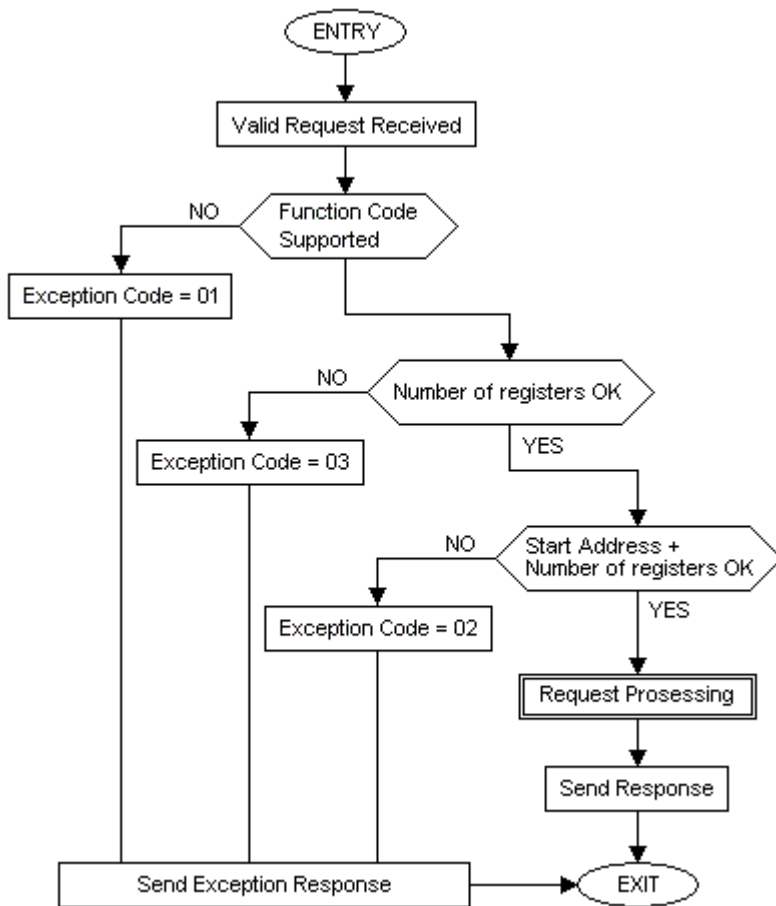 ENTRY
Valid Request Received
NO
Function Code
Supported
Exception Code = 01
NO
Number of registers OK
YES
Exception Code = 03
NO
Start Address +
Number of registers OK
YES
Exception Code = 02
Request Prosessing
Send Response
Send Exception Response
EXIT